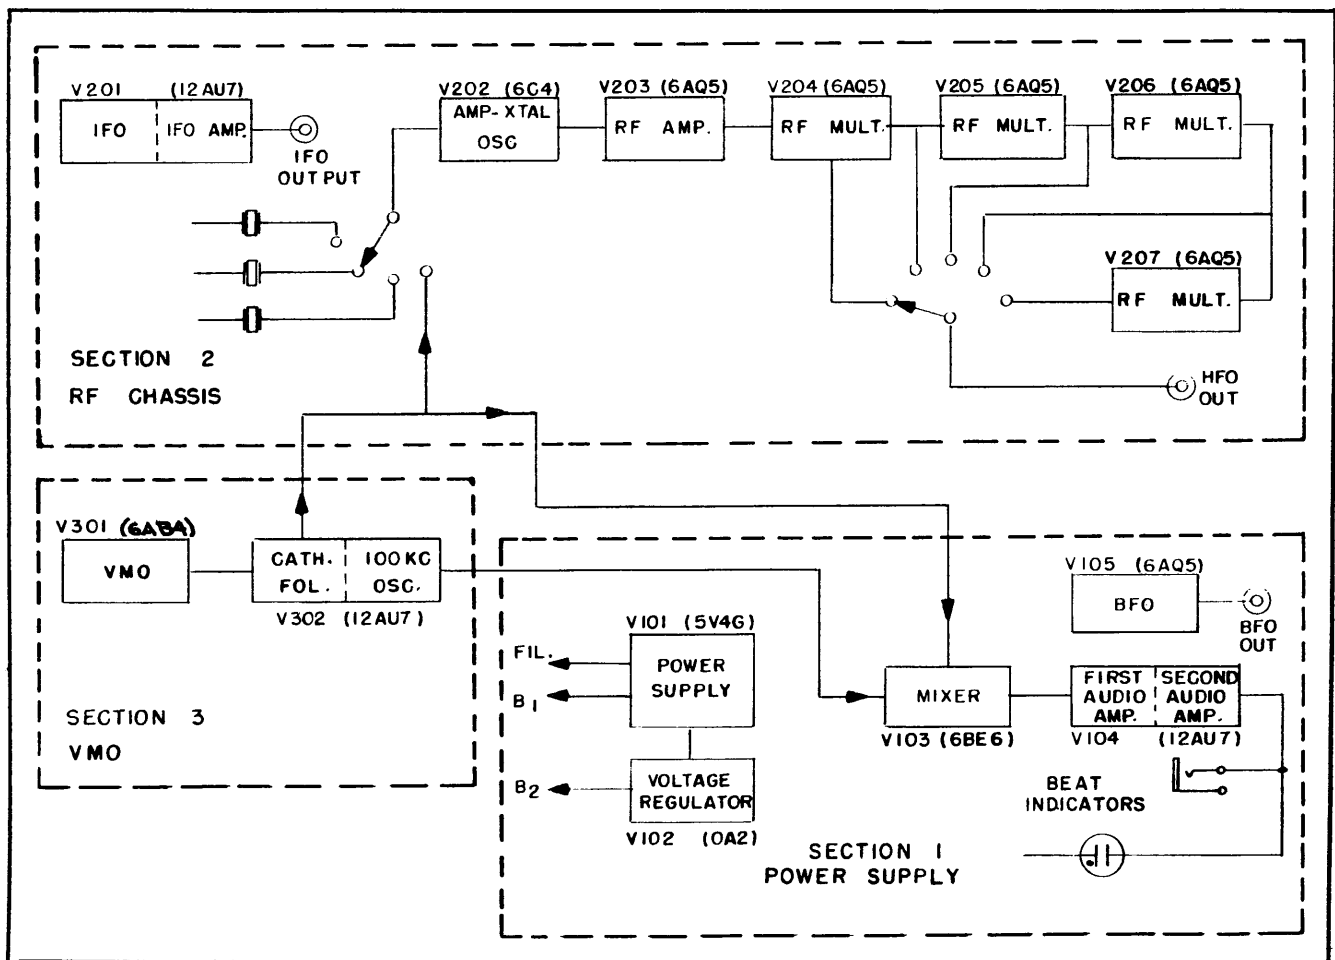 V201 (12AU7)
IFO
IFO AMP.
IFO
OUTPUT
V202 (6C4)
AMP-XTAL
OSC
V203 (6AQ5)
RF AMP.
V204 (6AQ5)
RF MULT.
V205 (6AQ5)
RF MULT.
V206 (6AQ5)
RF MULT.
V207 (6AQ5)
RF MULT.
HFO
OUT
SECTION 2
RF CHASSIS
V301 (6AB4)
VMO
CATH.
FOL.
100KC
OSC.
V302 (12AU7)
SECTION 3
VMO
V101 (5V4G)
POWER
SUPPLY
FIL.
B1
B2
VOLTAGE
REGULATOR
V102 (OA2)
MIXER
V103 (6BE6)
V105 (6AQ5)
BFO
BFO
OUT
FIRST
AUDIO
AMP.
SECOND
AUDIO
AMP.
V104 (12AU7)
BEAT
INDICATORS
SECTION 1
POWER SUPPLY